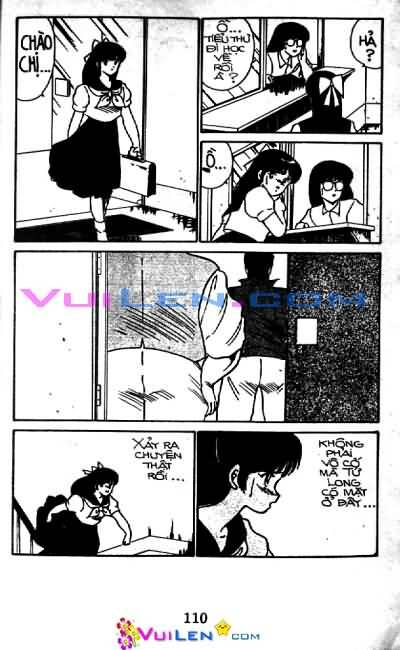 CHÀO
CHỊ...
Ô...
TIỂU THƯ
ĐI HỌC
VỀ
RỒI
À ?
HẢ
?
Ồ...
VUILEN.COM
XẢY RA
CHUYỆN
THẬT
RỒI ...
KHÔNG
PHẢI
VÔ CỚ
MÀ TỬ
LONG
CÓ MẶT
Ở ĐÂY...
110
VUILEN.COM